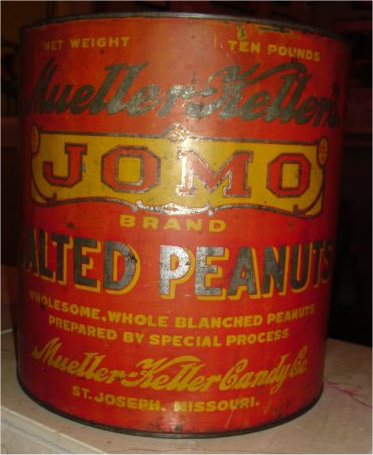 NET WEIGHT TEN POUNDS
Mueller-Keller
JOMO
BRAND
ALTED PEANUTS
WHOLESOME, WHOLE BLANCHED PEANUTS
PREPARED BY SPECIAL PROCESS
Mueller-Keller Candy Co.
ST. JOSEPH, MISSOURI.